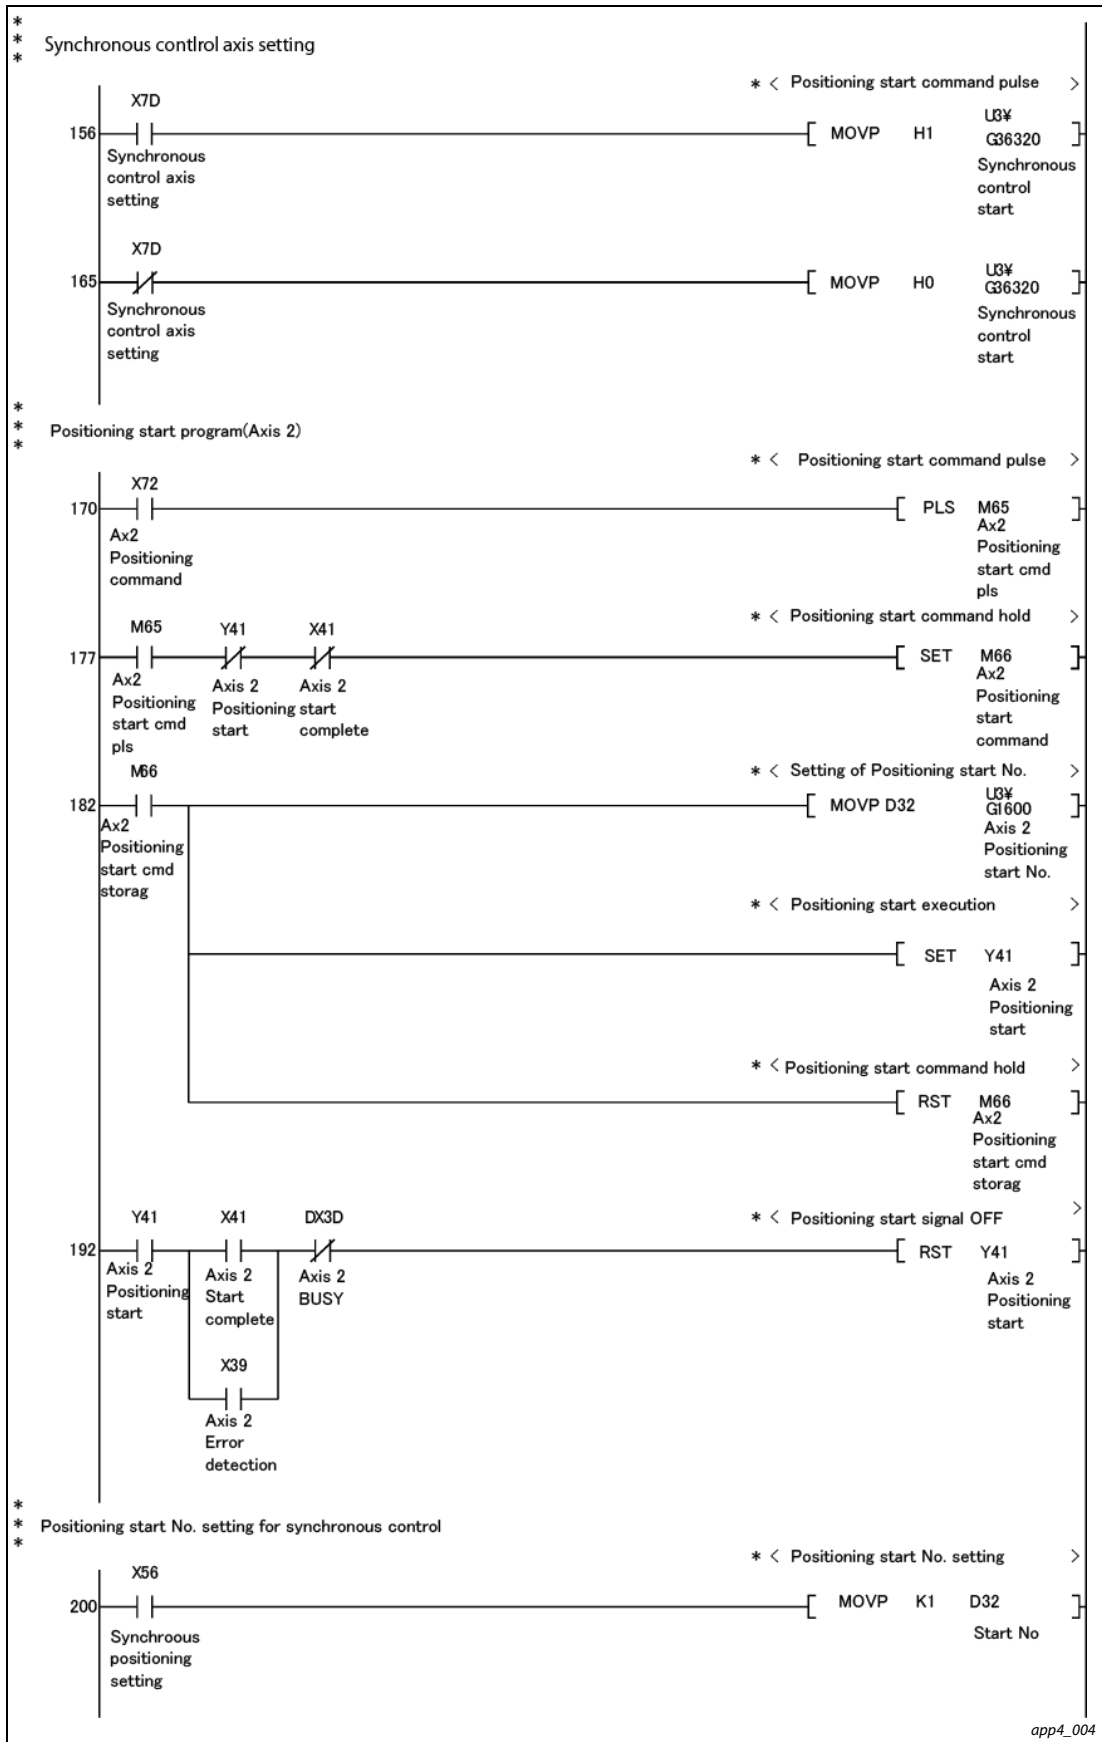 *
*
*
Synchronous contlrol axis setting
* < Positioning start command pulse >
X7D
156
MOVP H1 U3¥
G36320
Synchronous
control axis
setting
Synchronous
control
start
X7D
165
MOVP H0 U3¥
G36320
Synchronous
control axis
setting
Synchronous
control
start
*
*
*
Positioning start program(Axis 2)
* < Positioning start command pulse >
X72
170
PLS M65
Ax2
Positioning
command
Ax2
Positioning
start cmd
pls
* < Positioning start command hold >
M65 Y41 X41
177
SET M66
Ax2
Positioning
start cmd
pls
Axis 2
Positioning
start
Axis 2
start
complete
Ax2
Positioning
start
command
* < Setting of Positioning start No. >
M66
182
MOVP D32 U3¥
G1600
Ax2
Positioning
start cmd
storag
Axis 2
Positioning
start No.
* < Positioning start execution >
SET Y41
Axis 2
Positioning
start
* < Positioning start command hold >
RST M66
Ax2
Positioning
start cmd
storag
* < Positioning start signal OFF >
Y41 X41 DX3D
192
RST Y41
Axis 2
Positioning
start
Axis 2
Start
complete
Axis 2
BUSY
Axis 2
Positioning
start
X39
Axis 2
Error
detection
*
*
*
Positioning start No. setting for synchronous control
* < Positioning start No. setting >
X56
200
MOVP K1 D32
Synchroous
positioning
setting
Start No
app4_004